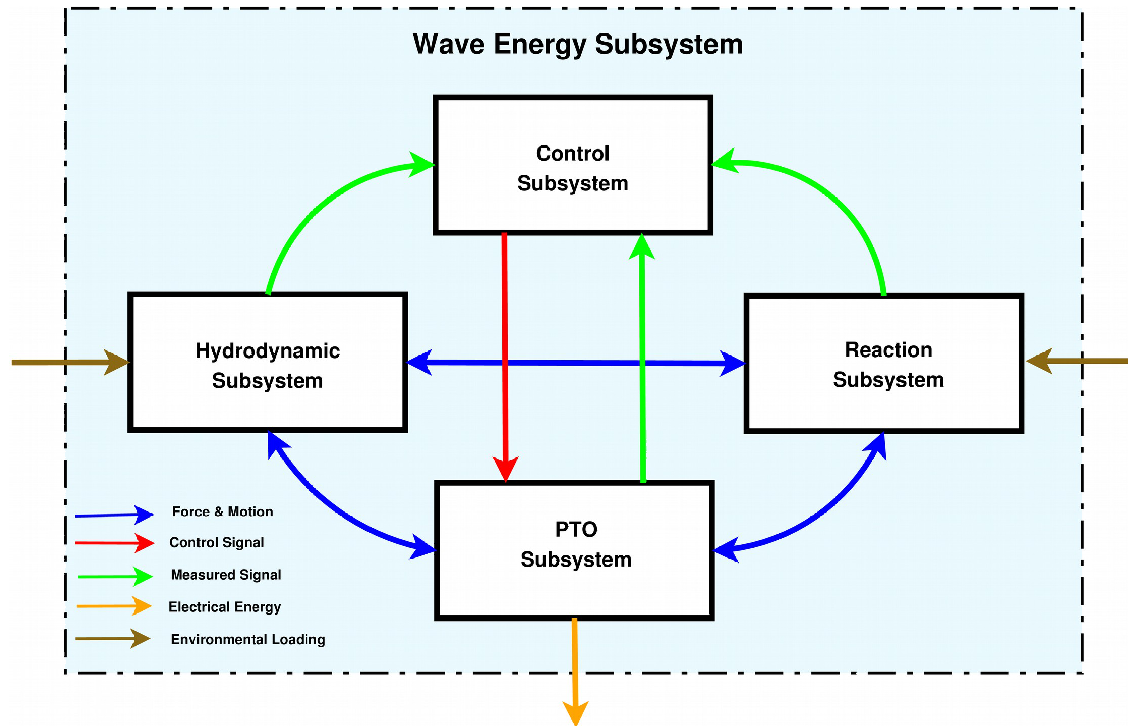 Wave Energy Subsystem
Control
Subsystem
Hydrodynamic
Subsystem
Reaction
Subsystem
PTO
Subsystem
Force & Motion
Control Signal
Measured Signal
Electrical Energy
Environmental Loading